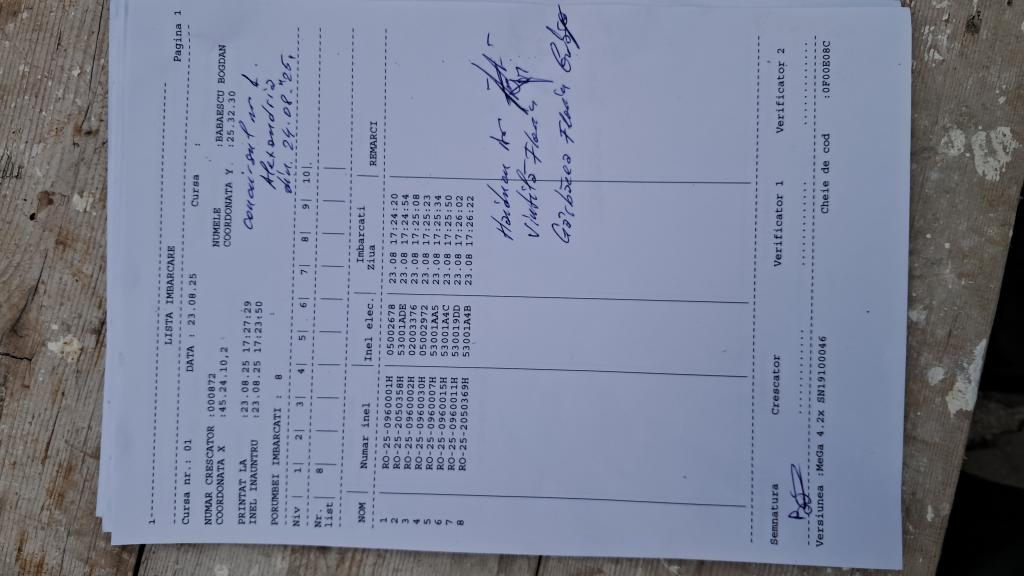 1
LISTA IMBARCARE
Pagina 1
Cursa nr.: 01 DATA : 23.08.25 Cursa :
NUMAR CRESCATOR :000872 NUMELE :BABAESCU BOGDAN
COORDONATA X :45.24.10,2 COORDONATA Y. :25.32.30
PRINTAT LA :23.08.25 17:27:29
INEL INAUNTRU :23.08.25 17:23:50
Alexandria
din. 24.08.'25,
PORUMBEI IMBARCATI : 8
Niv | 1| 2| 3| 4| 5| 6| 7| 8| 9| 10|
Nr. | 8| | | | | | | | | |
list| | | | | | | | | | |
NOM | Numar inel | Inel elec. | Imbarcati Ziua | REMARCI
1 RO-25-0960001H 05002678 23.08 17:24:20
2 RO-25-2050358H 53001ADE 23.08 17:24:54
3 RO-25-0960002H 02003376 23.08 17:25:08
4 RO-25-0960030H 05002972 23.08 17:25:23
5 RO-25-0960007H 53001AA5 23.08 17:25:34
6 RO-25-0960015H 53001A4C 23.08 17:25:50
7 RO-25-0960011H 530019DD 23.08 17:26:02
8 RO-25-2050369H 53001A4B 23.08 17:26:22
Semnatura Crescator Verificator 1 Verificator 2
Versiunea :MeGa 4.2x SN19100046 Cheie de cod :0F00E08C